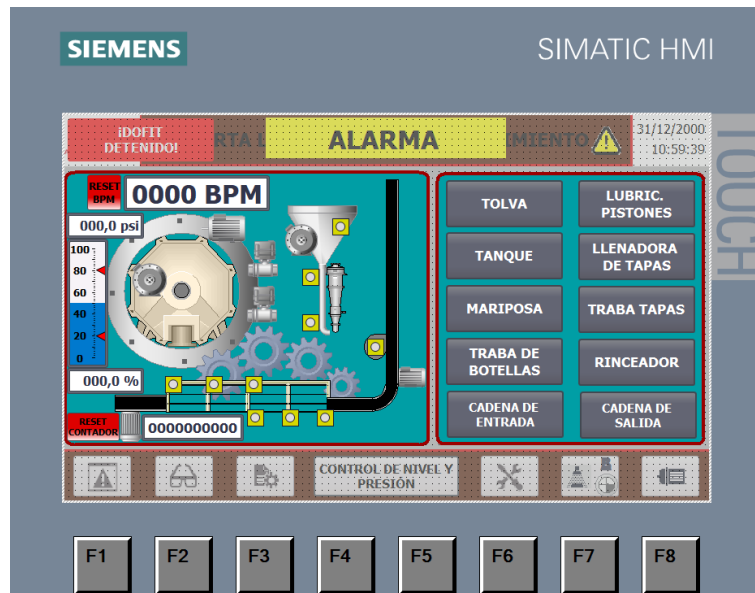 SIEMENS
SIMATIC HMI
¡DOFIT
DETENIDO!
ALARMA
31/12/2000
10:59:39
TOUCH
RESET
BPM
0000 BPM
000,0 psi
100
80
60
40
20
0
000,0 %
RESET
CONTADOR
0000000000
TOLVA
LUBRIC.
PISTONES
TANQUE
LLENADORA
DE TAPAS
MARIPOSA
TRABA TAPAS
TRABA DE
BOTELLAS
RINCEADOR
CADENA DE
ENTRADA
CADENA DE
SALIDA
CONTROL DE NIVEL Y
PRESIÓN
F1
F2
F3
F4
F5
F6
F7
F8